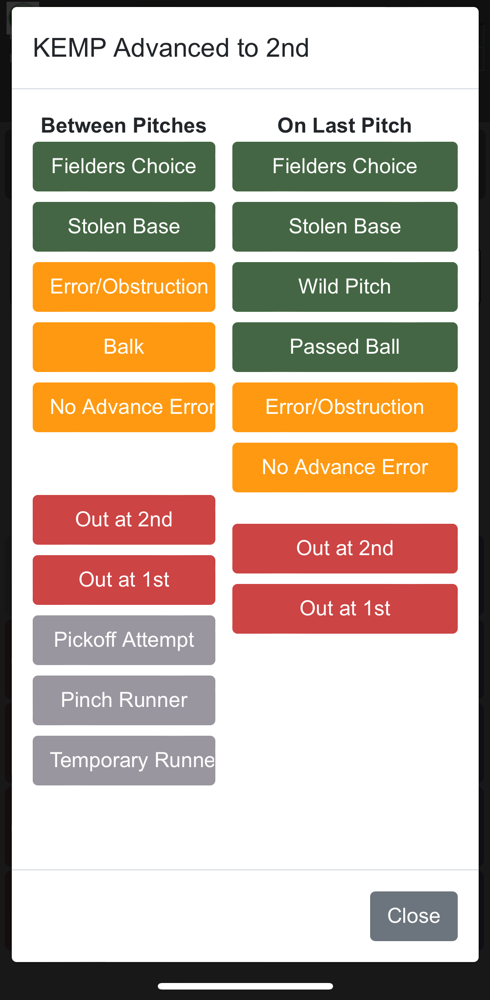 KEMP Advanced to 2nd
Between Pitches
Fielders Choice
Stolen Base
Error/Obstruction
Balk
No Advance Error
Out at 2nd
Out at 1st
Pickoff Attempt
Pinch Runner
Temporary Runne
On Last Pitch
Fielders Choice
Stolen Base
Wild Pitch
Passed Ball
Error/Obstruction
No Advance Error
Out at 2nd
Out at 1st
Close